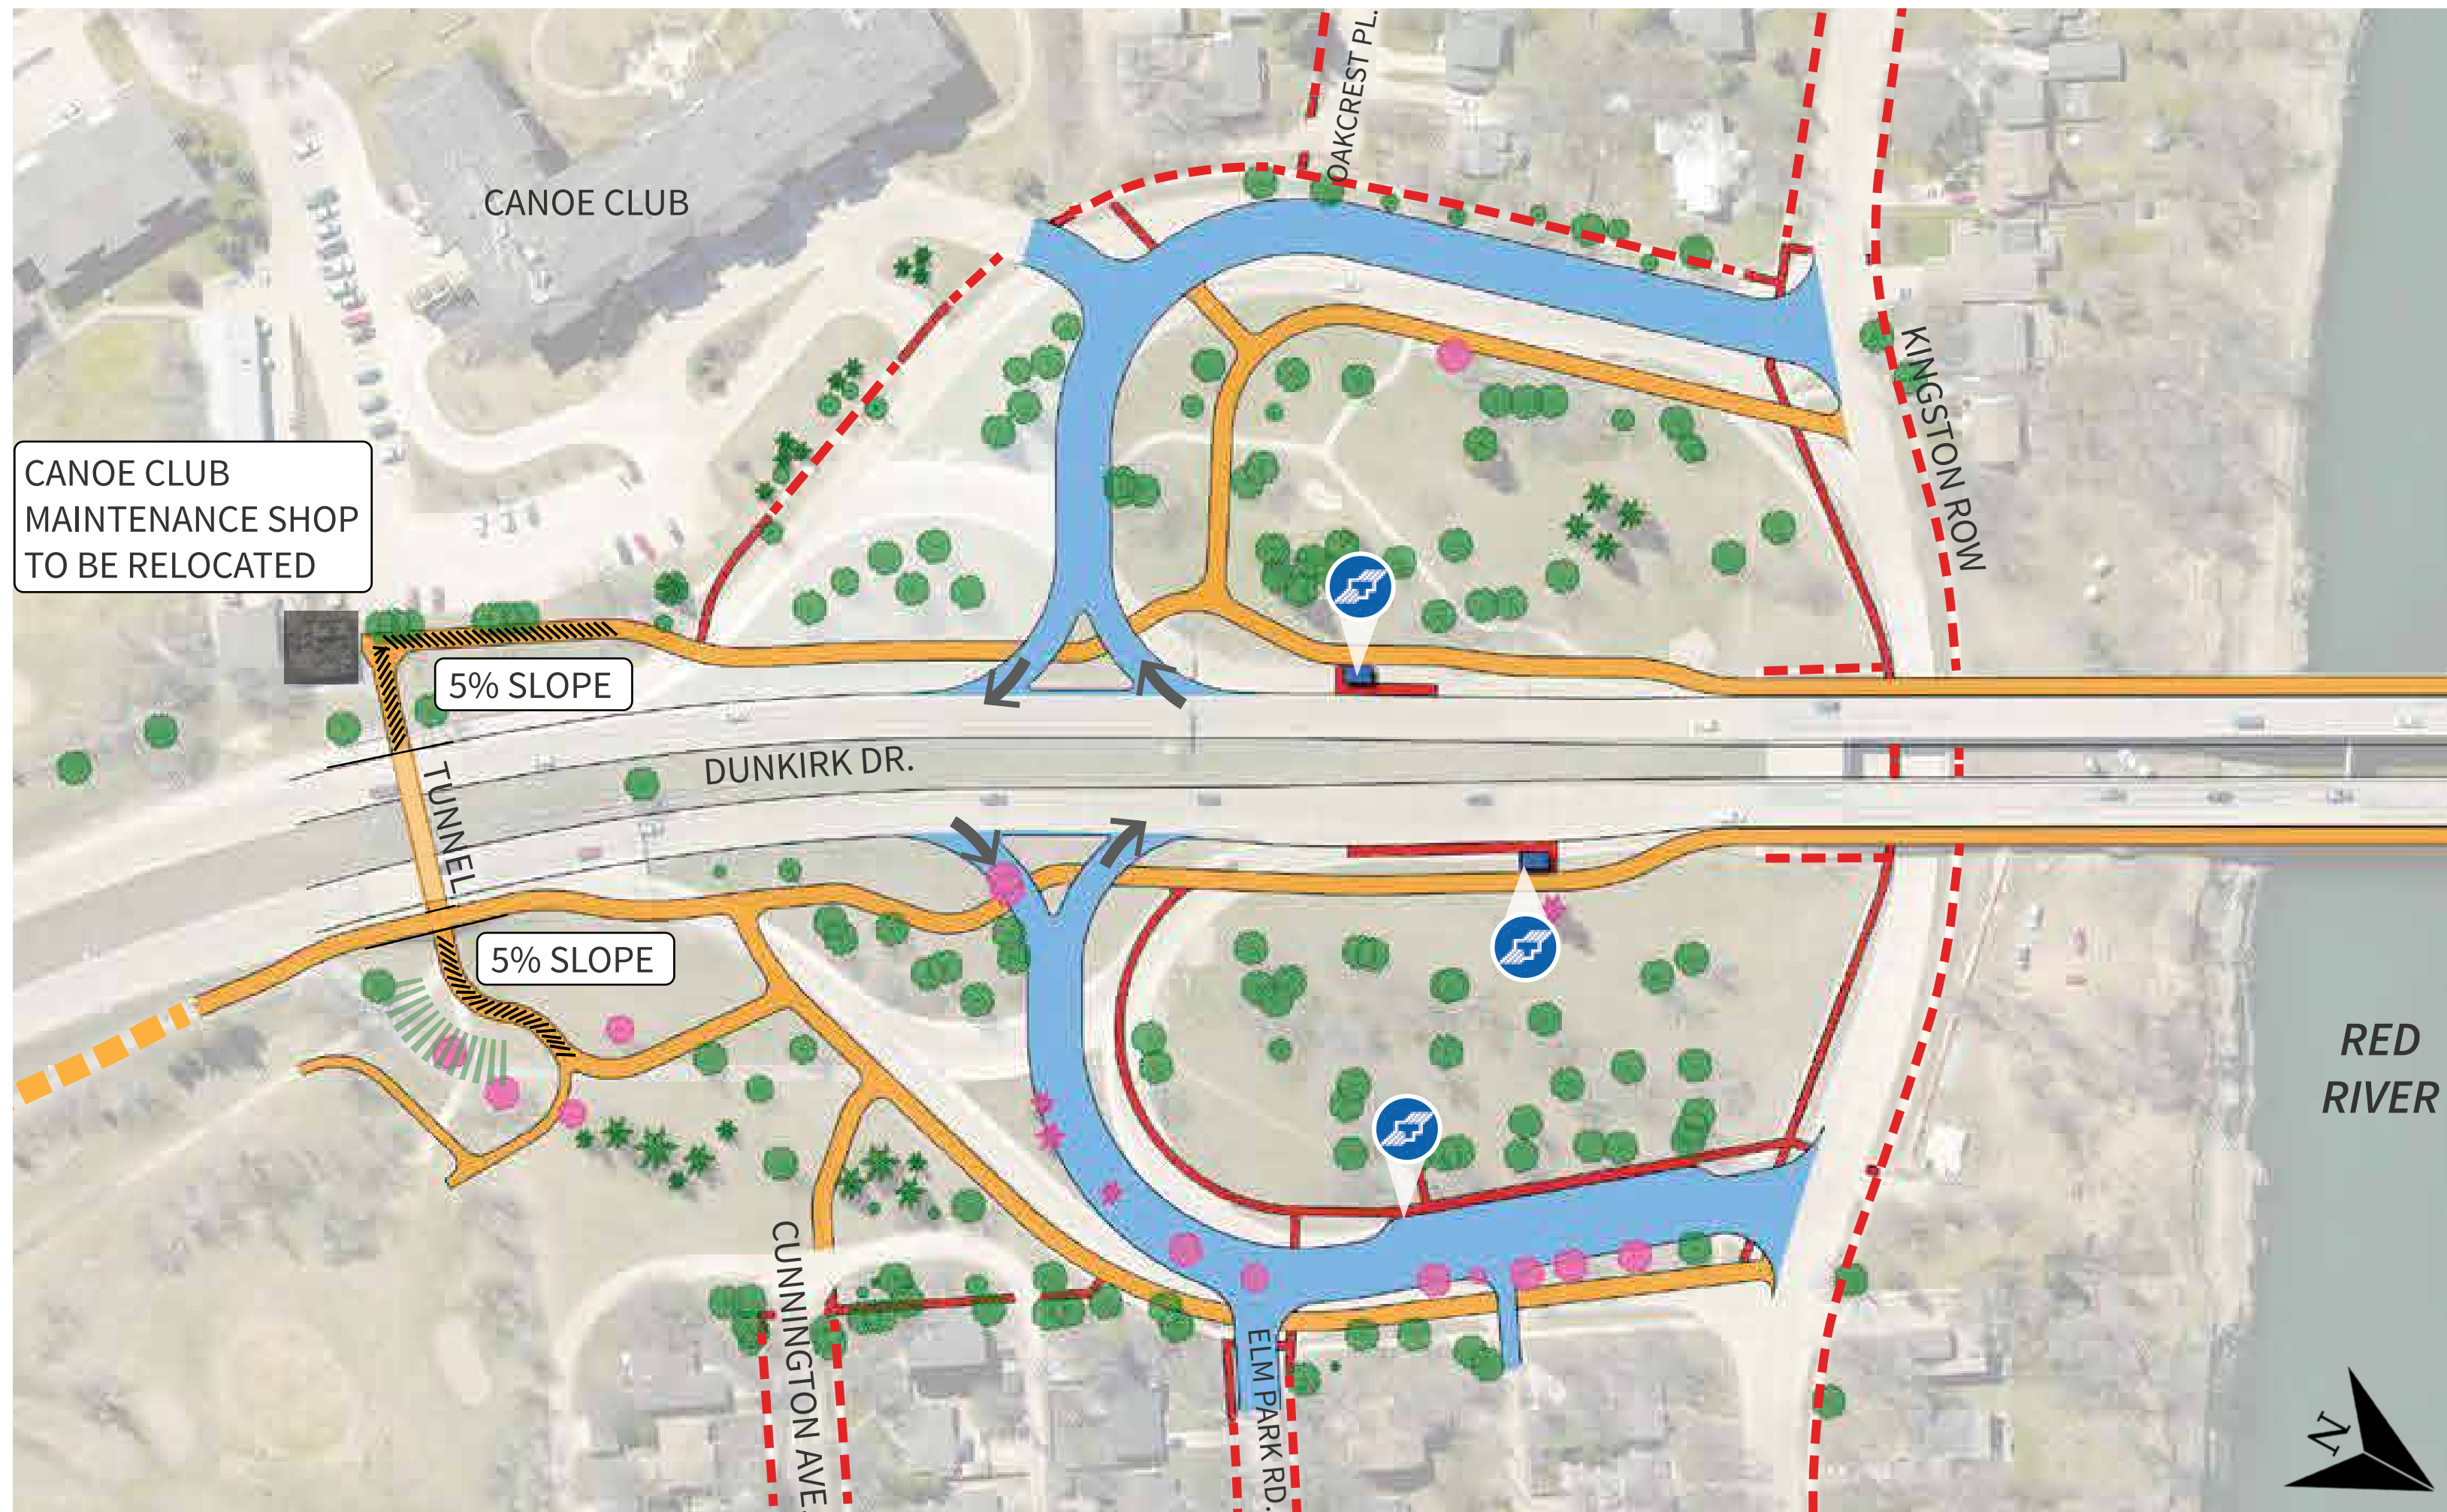 OAKCREST PL.
CANOE CLUB
KINGSTON ROW
CANOE CLUB
MAINTENANCE SHOP
TO BE RELOCATED
5% SLOPE
DUNKIRK DR.
TUNNEL
5% SLOPE
RED
RIVER
CUNNINGTON AVE.
ELM PARK RD.
N